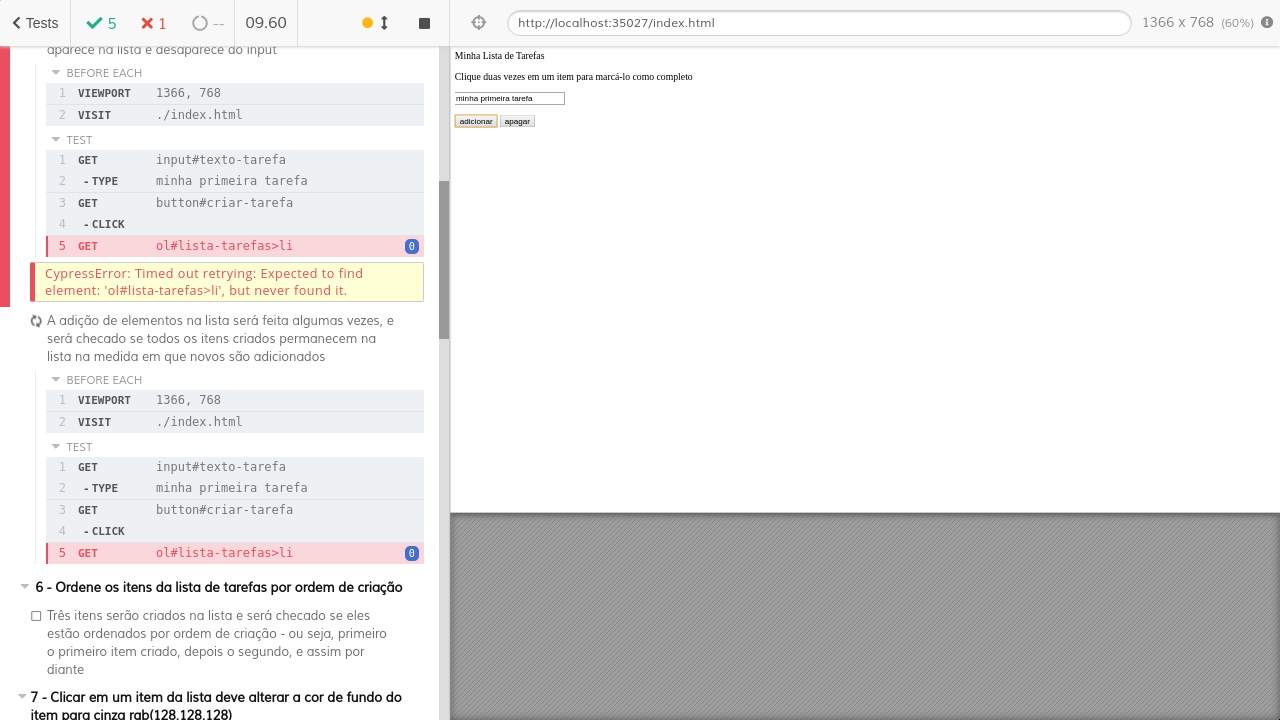 Tests 5 1 -- 09.60
aparece na lista e desaparece do input
BEFORE EACH
1 VIEWPORT 1366, 768
2 VISIT ./index.html
TEST
1 GET input#texto-tarefa
2 -TYPE minha primeira tarefa
3 GET button#criar-tarefa
4 -CLICK
5 GET ol#lista-tarefas>li 0
CypressError: Timed out retrying: Expected to find
element: 'ol#lista-tarefas>li', but never found it.
A adição de elementos na lista será feita algumas vezes, e
será checado se todos os itens criados permanecem na
lista na medida em que novos são adicionados
BEFORE EACH
1 VIEWPORT 1366, 768
2 VISIT ./index.html
TEST
1 GET input#texto-tarefa
2 -TYPE minha primeira tarefa
3 GET button#criar-tarefa
4 -CLICK
5 GET ol#lista-tarefas>li 0
6 - Ordene os itens da lista de tarefas por ordem de criação
Três itens serão criados na lista e será checado se eles
estão ordenados por ordem de criação - ou seja, primeiro
o primeiro item criado, depois o segundo, e assim por
diante
7 - Clicar em um item da lista deve alterar a cor de fundo do
item para cinza rgb(128,128,128)
http://localhost:35027/index.html 1366 x 768 (60%)
Minha Lista de Tarefas
Clique duas vezes em um item para marcá-lo como completo
minha primeira tarefa
adicionar apagar